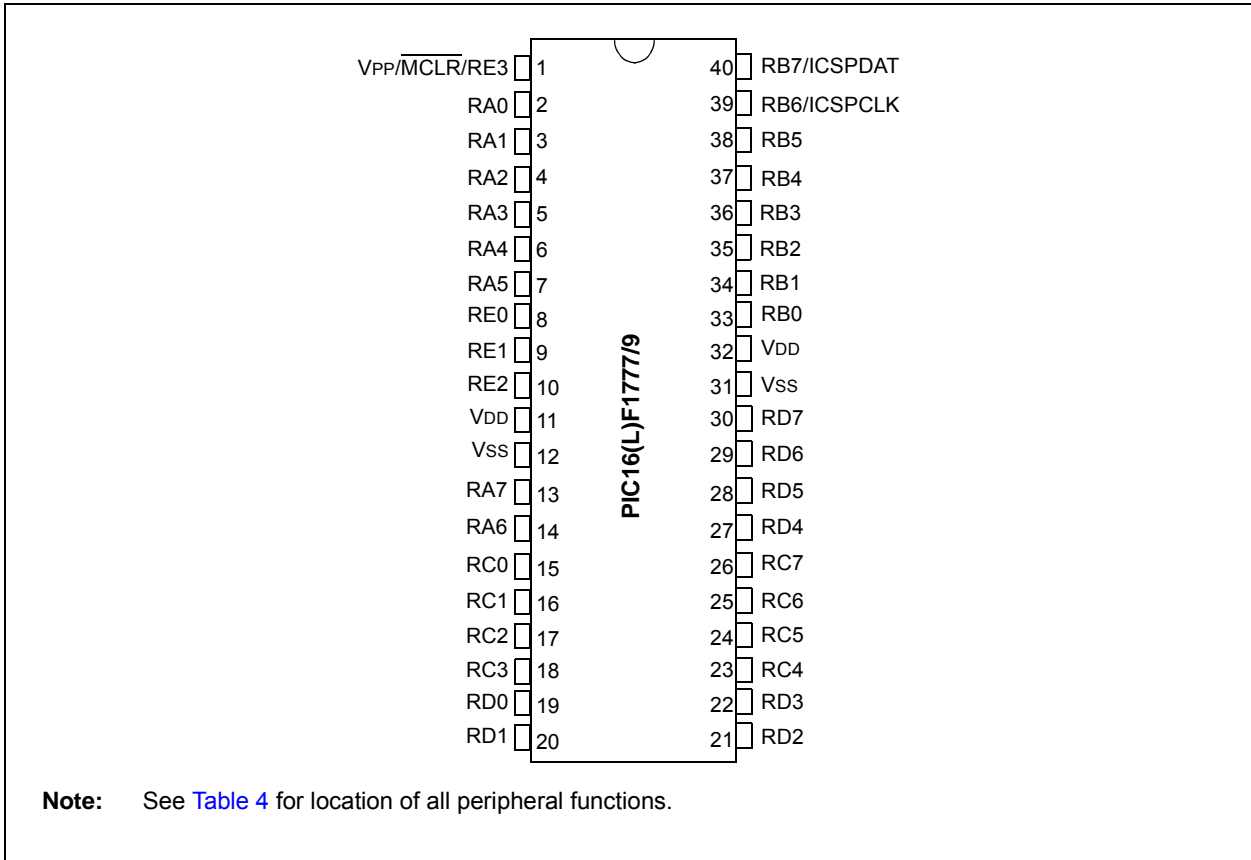 VPP/MCLR/RE3 1 40 RB7/ICSPDAT
RA0 2 39 RB6/ICSPCLK
RA1 3 38 RB5
RA2 4 37 RB4
RA3 5 36 RB3
RA4 6 35 RB2
RA5 7 34 RB1
RE0 8 33 RB0
RE1 9 32 VDD
RE2 10 31 VSS
VDD 11 30 RD7
VSS 12 29 RD6
RA7 13 28 RD5
RA6 14 27 RD4
RC0 15 26 RC7
RC1 16 25 RC6
RC2 17 24 RC5
RC3 18 23 RC4
RD0 19 22 RD3
RD1 20 21 RD2
PIC16(L)F1777/9
Note: See Table 4 for location of all peripheral functions.